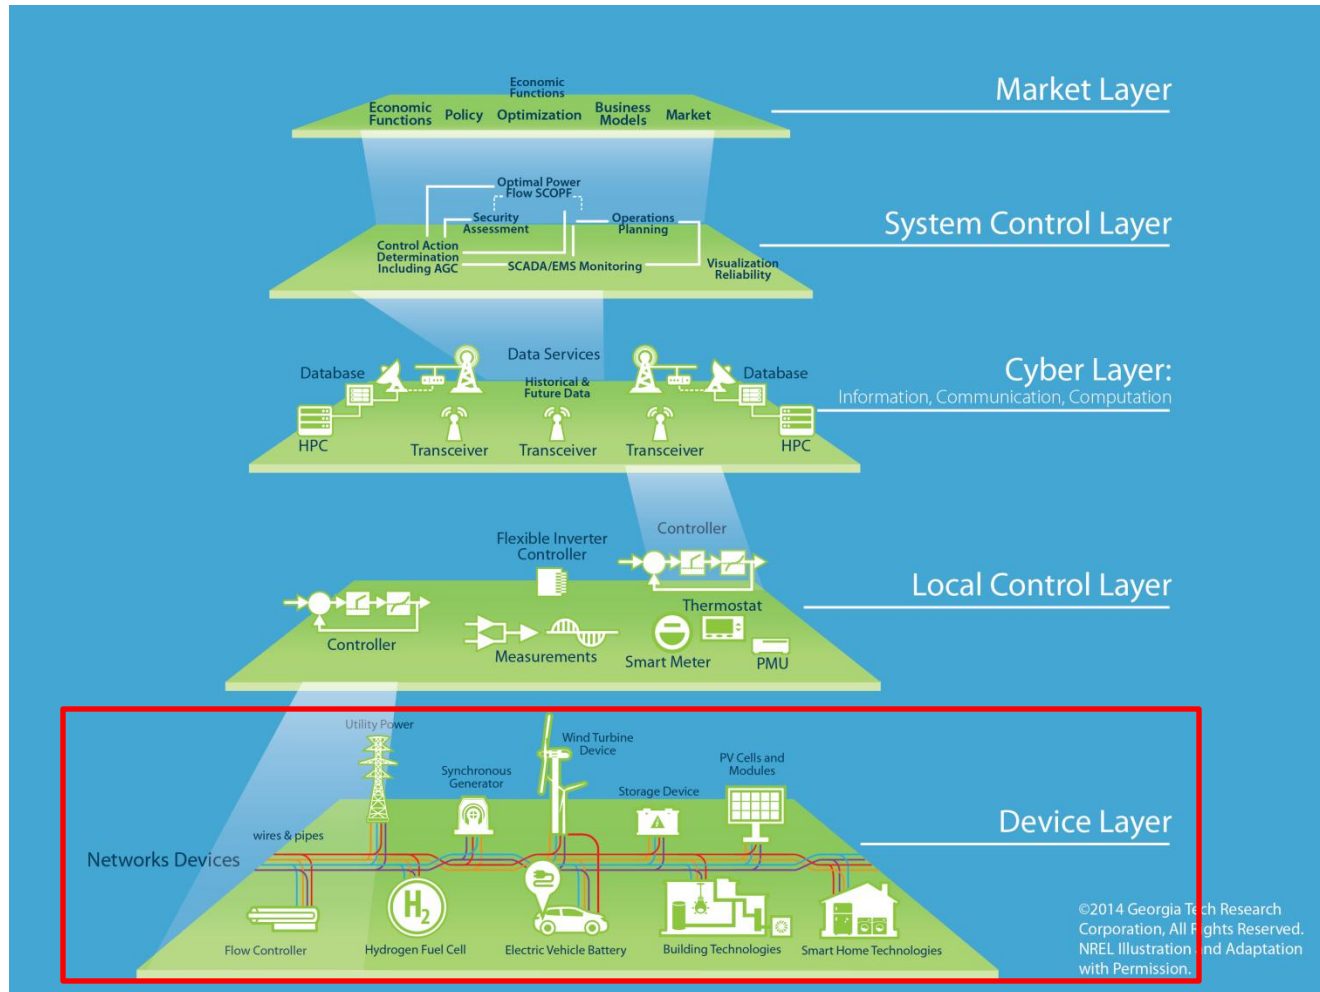 Market Layer
Economic
Functions
Economic
Functions
Policy
Optimization
Business
Models
Market
System Control Layer
Optimal Power
Flow SCOPF
Security
Assessment
Operations
Planning
Control Action
Determination
Including AGC
SCADA/EMS Monitoring
Visualization
Reliability
Cyber Layer:
Information, Communication, Computation
Data Services
Database
Historical &
Future Data
Database
HPC
Transceiver
Transceiver
Transceiver
HPC
Local Control Layer
Flexible Inverter
Controller
Controller
Thermostat
Controller
Measurements
Smart Meter
PMU
Device Layer
Utility Power
Wind Turbine
Device
Synchronous
Generator
Storage Device
PV Cells and
Modules
wires & pipes
Networks Devices
H2
Flow Controller
Hydrogen Fuel Cell
Electric Vehicle Battery
Building Technologies
Smart Home Technologies
©2014 Georgia Tech Research
Corporation, All Rights Reserved.
NREL Illustration and Adaptation
with Permission.